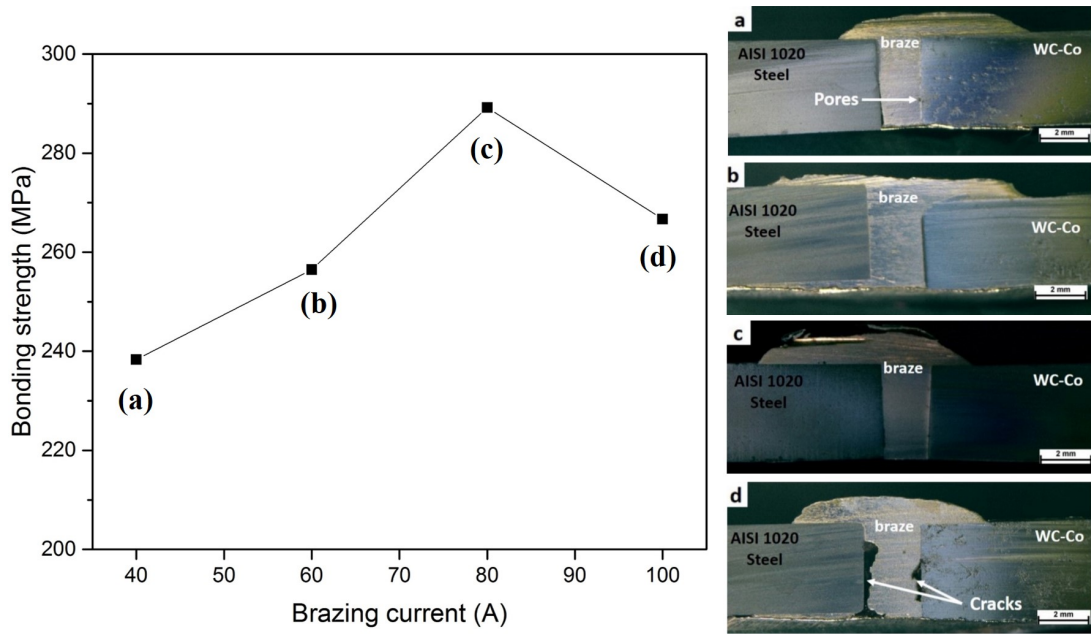 300
280
260
240
220
200
Bonding strength (MPa)
40
50
60
70
80
90
100
Brazing current (A)
(a)
(b)
(c)
(d)
a
braze
AISI 1020
Steel
WC-Co
Pores
2 mm
b
braze
AISI 1020
Steel
WC-Co
2 mm
c
braze
AISI 1020
Steel
WC-Co
2 mm
d
braze
AISI 1020
Steel
WC-Co
Cracks
2 mm